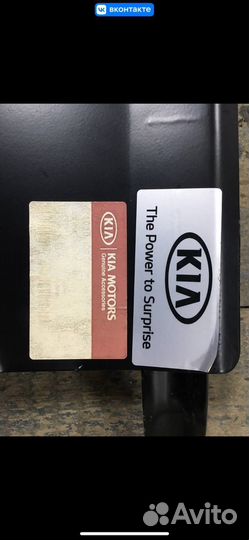 вконтакте
KIA
KIA MOTORS
Genuine Accessories
KIA
The Power to Surprise
Avito